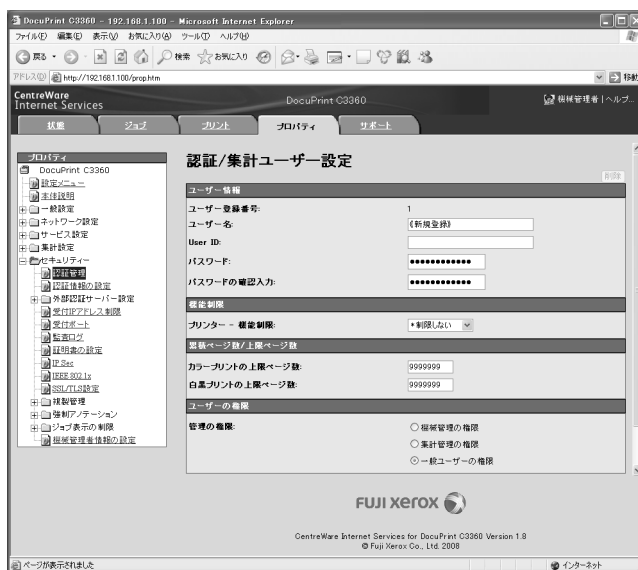 DocuPrint C3360 - 192.168.1.100 - Microsoft Internet Explorer
ファイル(F) 編集(E) 表示(V) お気に入り(A) ツール(T) ヘルプ(H)
戻る 検索 お気に入り
アドレス(D) http://192.168.1.100/prop.htm 移動
CentreWare
Internet Services
DocuPrint C3360
機械管理者 | ヘルプ...
状態 ジョブ プリント プロパティ サポート
プロパティ
DocuPrint C3360
設定メニュー
本体説明
一般設定
ネットワーク設定
サービス設定
集計設定
セキュリティー
認証管理
認証情報の設定
外部認証サーバー設定
受付IPアドレス制限
受付ポート
監査ログ
証明書の設定
IP Sec
IEEE 802.1x
SSL/TLS設定
複製管理
強制アノテーション
ジョブ表示の制限
機械管理者情報の設定
認証/集計ユーザー設定
削除
ユーザー情報
ユーザー登録番号: 1
ユーザー名: (新規登録)
User ID:
パスワード: ●●●●●●●●●●●●
パスワードの確認入力: ●●●●●●●●●●●●
機能制限
プリンター - 機能制限: *制限しない
累積ページ数/上限ページ数
カラープリントの上限ページ数: 9999999
白黒プリントの上限ページ数: 9999999
ユーザーの権限
管理の権限: 機械管理の権限
集計管理の権限
一般ユーザーの権限
FUJI XEROX
CentreWare Internet Services for DocuPrint C3360 Version 1.8
© Fuji Xerox Co., Ltd. 2008
ページが表示されました インターネット